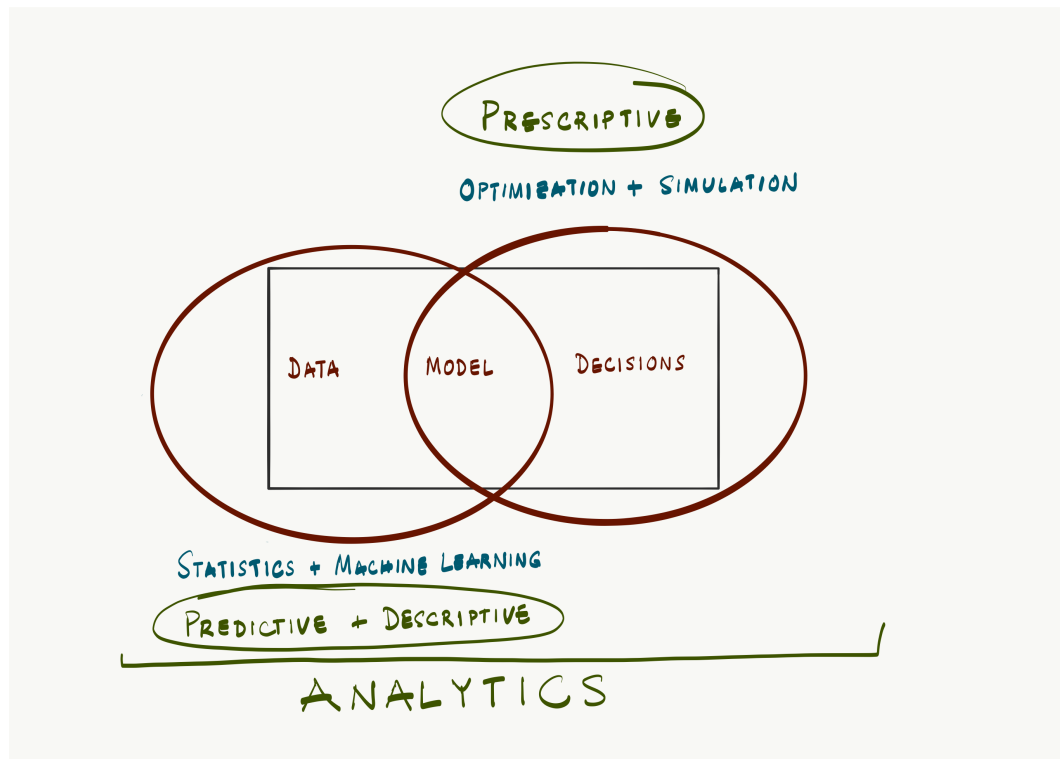 PRESCRIPTIVE
OPTIMIZATION + SIMULATION
DATA MODEL DECISIONS
STATISTICS + MACHINE LEARNING
PREDICTIVE + DESCRIPTIVE
ANALYTICS